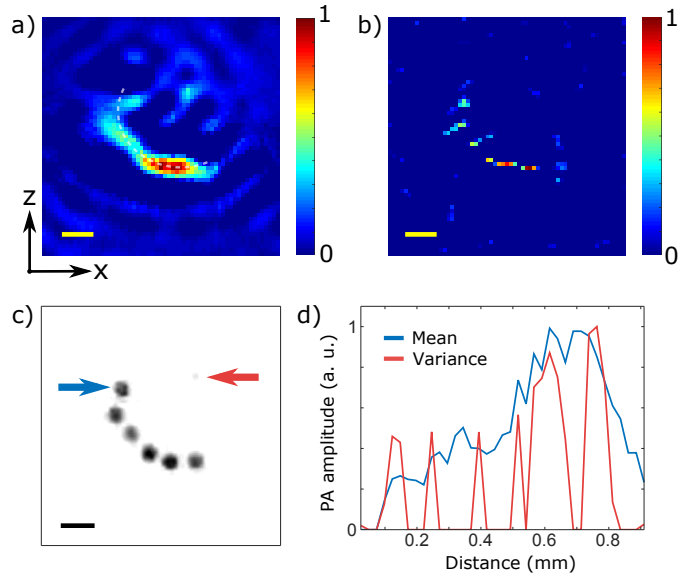 a)
1
0
b)
1
0
z
x
c)
d)
1
0
PA amplitude (a. u.)
Mean
Variance
0.2
0.4
0.6
0.8
Distance (mm)